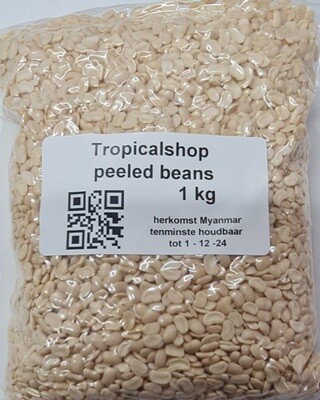 Tropicalshop
peeled beans
1 kg
herkomst Myanmar
tenminste houdbaar
tot 1 - 12 -24